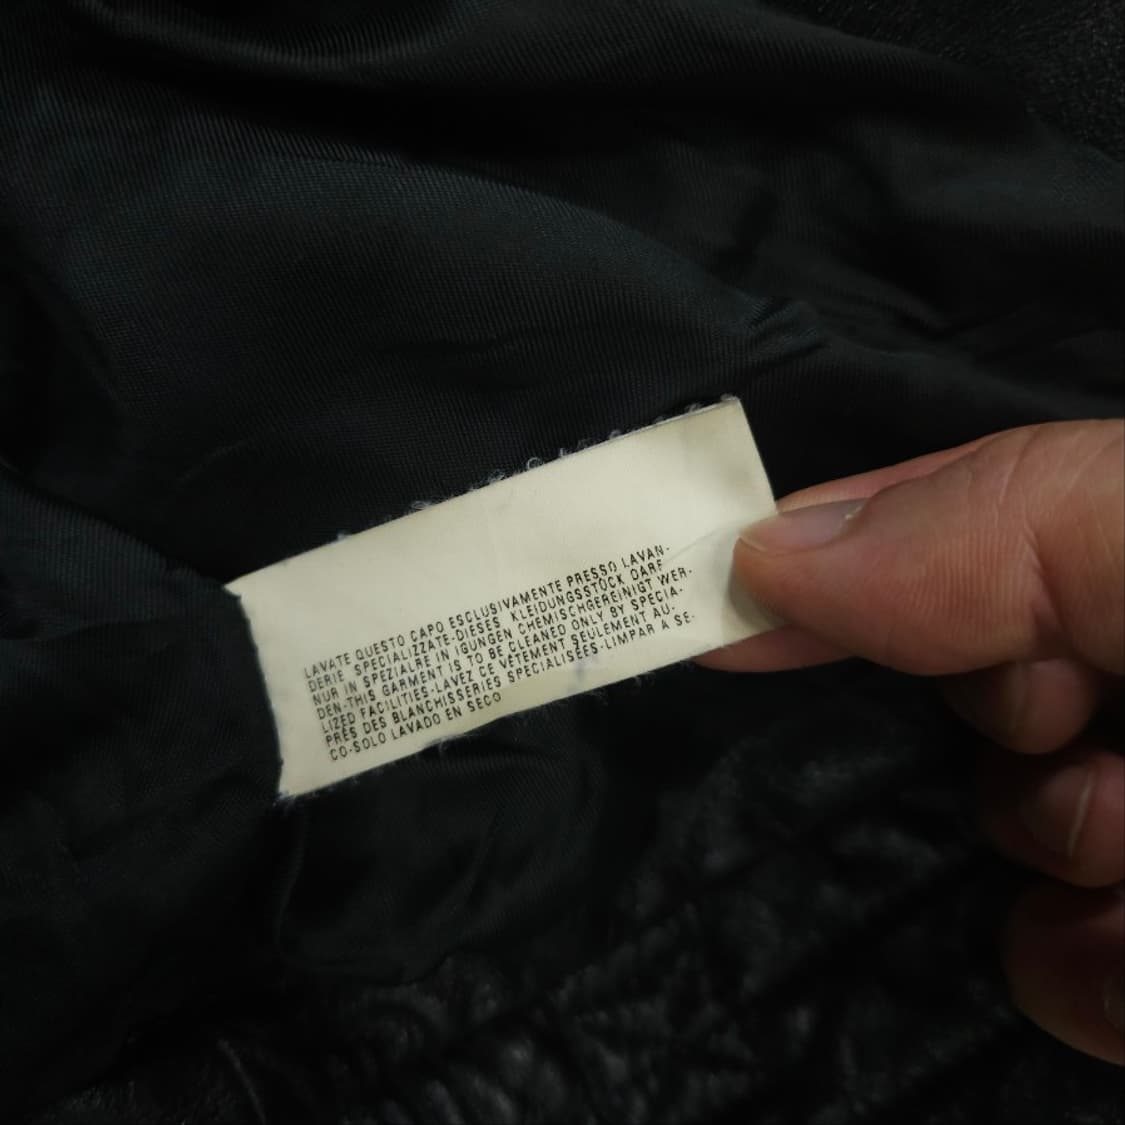 LAVATE QUESTO CAPO ESCLUSIVAMENTE PRESSO LAVAN-
DERIE SPECIALIZZATE-DIESES KLEIDUNGSSTÜCK DARF
NUR IN SPEZIALRE IN IGUNGEN CHEMISCHGEREINIGT WER-
DEN-THIS GARMENT IS TO BE CLEANED ONLY BY SPECIA-
LIZED FACILITIES-LAVEZ CE VÊTEMENT SEULEMENT AU-
PRÈS DES BLANCHISSERIES SPECIALISÉES-LIMPAR A SE-
CO-SOLO LAVADO EN SECO